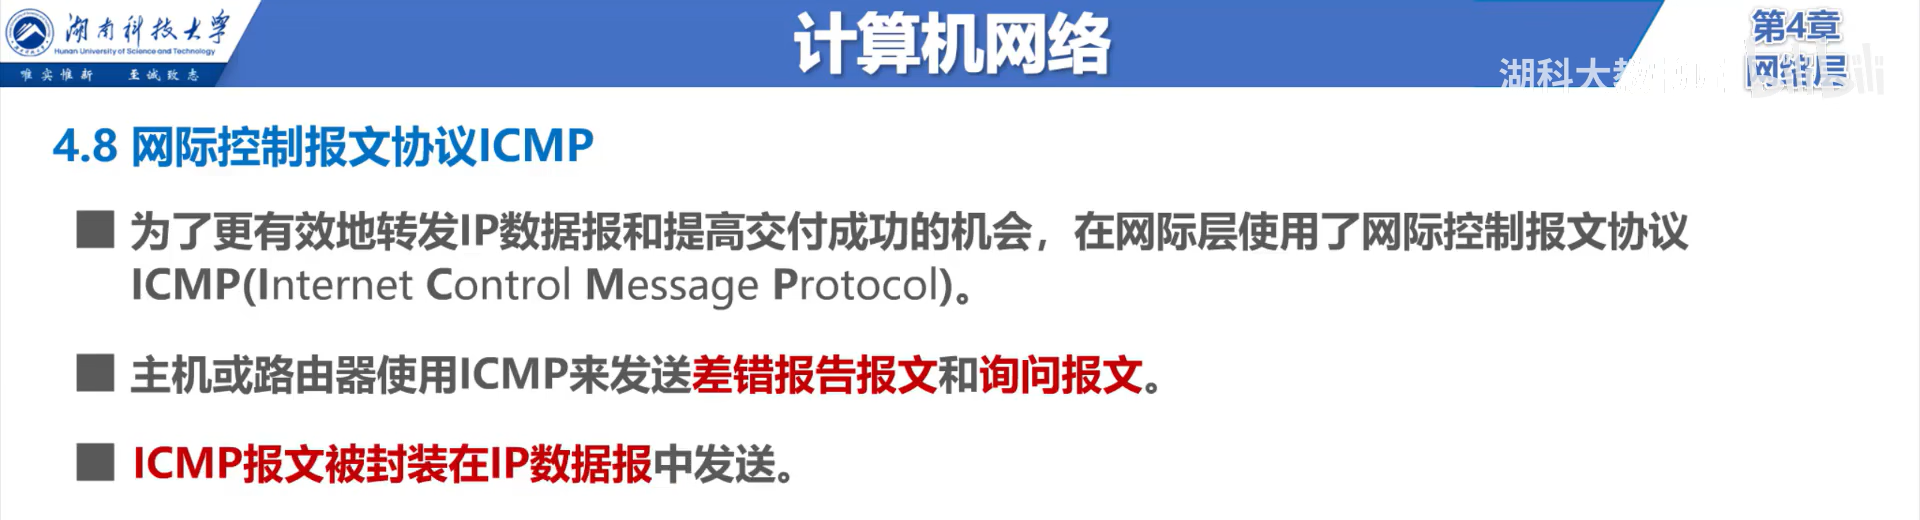 湖南科技大学
Hunan University of Science and Technology
唯实惟新 至诚致志
计算机网络
第4章
网络层
湖科大教书匠
bilibili
4.8 网际控制报文协议ICMP
为了更有效地转发IP数据报和提高交付成功的机会，在网际层使用了网际控制报文协议
ICMP(Internet Control Message Protocol)。
主机或路由器使用ICMP来发送差错报告报文和询问报文。
ICMP报文被封装在IP数据报中发送。